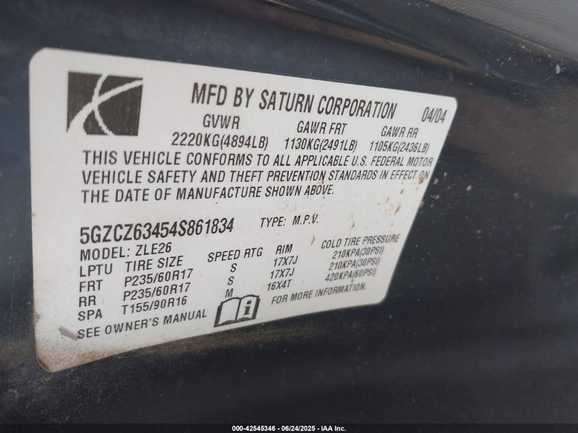 MFD BY SATURN CORPORATION 04/04
GVWR GAWR FRT GAWR RR
2220KG(4894LB) 1130KG(2491LB) 1105KG(2436LB)
THIS VEHICLE CONFORMS TO ALL APPLICABLE U.S. FEDERAL MOTOR
VEHICLE SAFETY AND THEFT PREVENTION STANDARDS IN EFFECT ON
THE DATE OF MANUFACTURE SHOWN ABOVE.
5GZCZ63454S861834 TYPE: M.P.V.
MODEL: ZLE26
LPTU TIRE SIZE SPEED RTG RIM COLD TIRE PRESSURE
FRT P235/60R17 S 17X7J 210KPA(30PSI)
RR P235/60R17 S 17X7J 210KPA(30PSI)
SPA T155/90R16 M 16X4T 420KPA(60PSI)
SEE OWNER'S MANUAL FOR MORE INFORMATION.
000-42545346 - 06/24/2025 - IAA Inc.